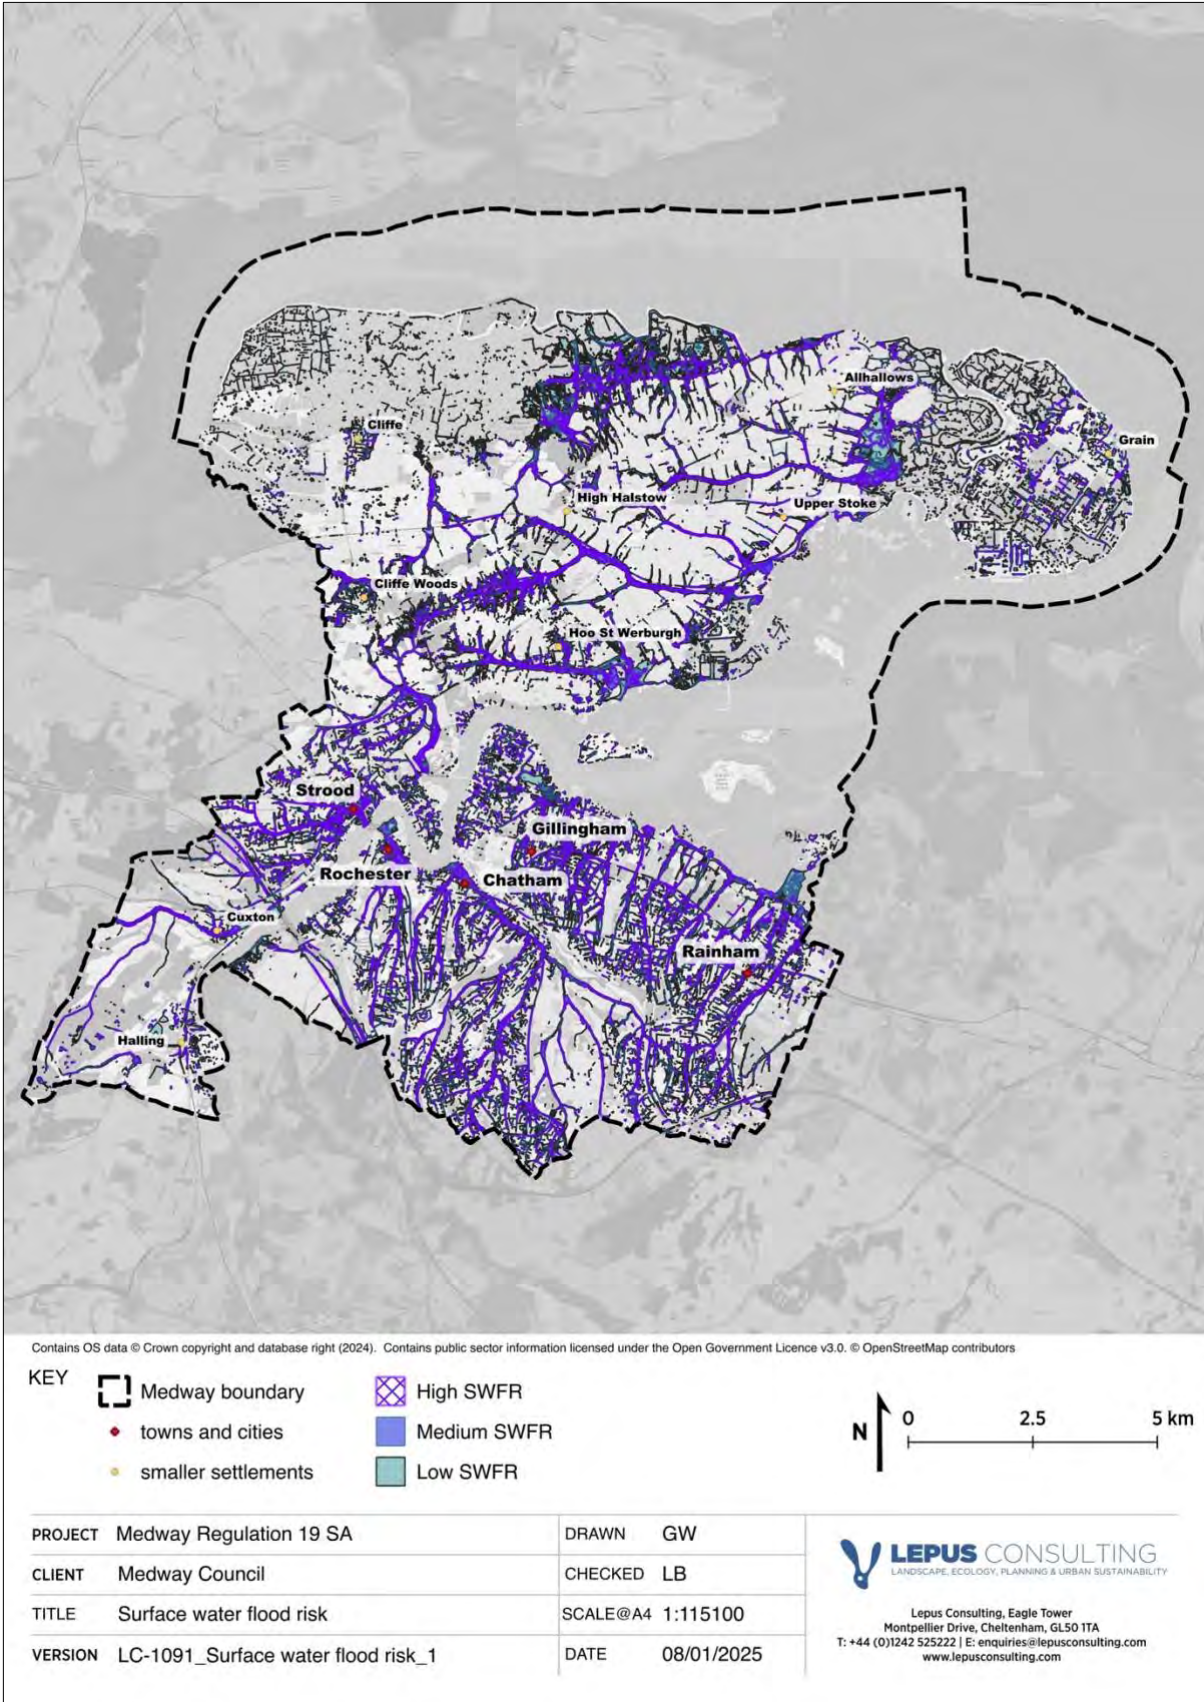 Allhallows
Cliffe
Grain
High Halstow
Upper Stoke
Cliffe Woods
Hoo St Werburgh
Strood
Gillingham
Rochester
Chatham
Cuxton
Rainham
Halling
Contains OS data © Crown copyright and database right (2024). Contains public sector information licensed under the Open Government Licence v3.0. © OpenStreetMap contributors
KEY
Medway boundary
towns and cities
smaller settlements
High SWFR
Medium SWFR
Low SWFR
N
0 2.5 5 km
PROJECT Medway Regulation 19 SA
CLIENT Medway Council
TITLE Surface water flood risk
VERSION LC-1091_Surface water flood risk_1
DRAWN GW
CHECKED LB
SCALE@A4 1:115100
DATE 08/01/2025
LEPUS CONSULTING
LANDSCAPE, ECOLOGY, PLANNING & URBAN SUSTAINABILITY
Lepus Consulting, Eagle Tower
Montpellier Drive, Cheltenham, GL50 1TA
T: +44 (0)1242 525222 | E: enquiries@lepusconsulting.com
www.lepusconsulting.com